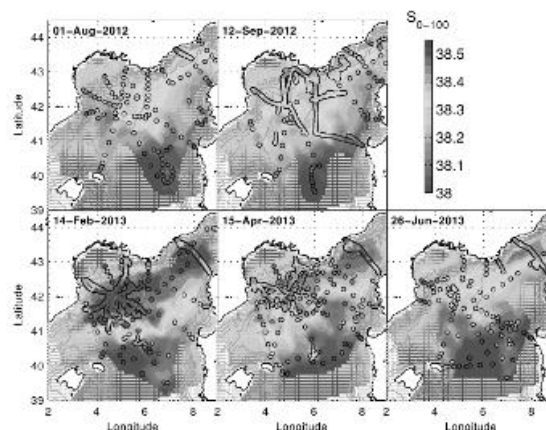 S0-100
01-Aug-2012 12-Sep-2012
44 43 42 41 40 39
Latitude
38.5 38.4 38.3 38.2 38.1 38
14-Feb-2013 15-Apr-2013 26-Jun-2013
44 43 42 41 40 39
Latitude
2 4 6 8 2 4 6 8 2 4 6 8 2
Longitude Longitude Longitude